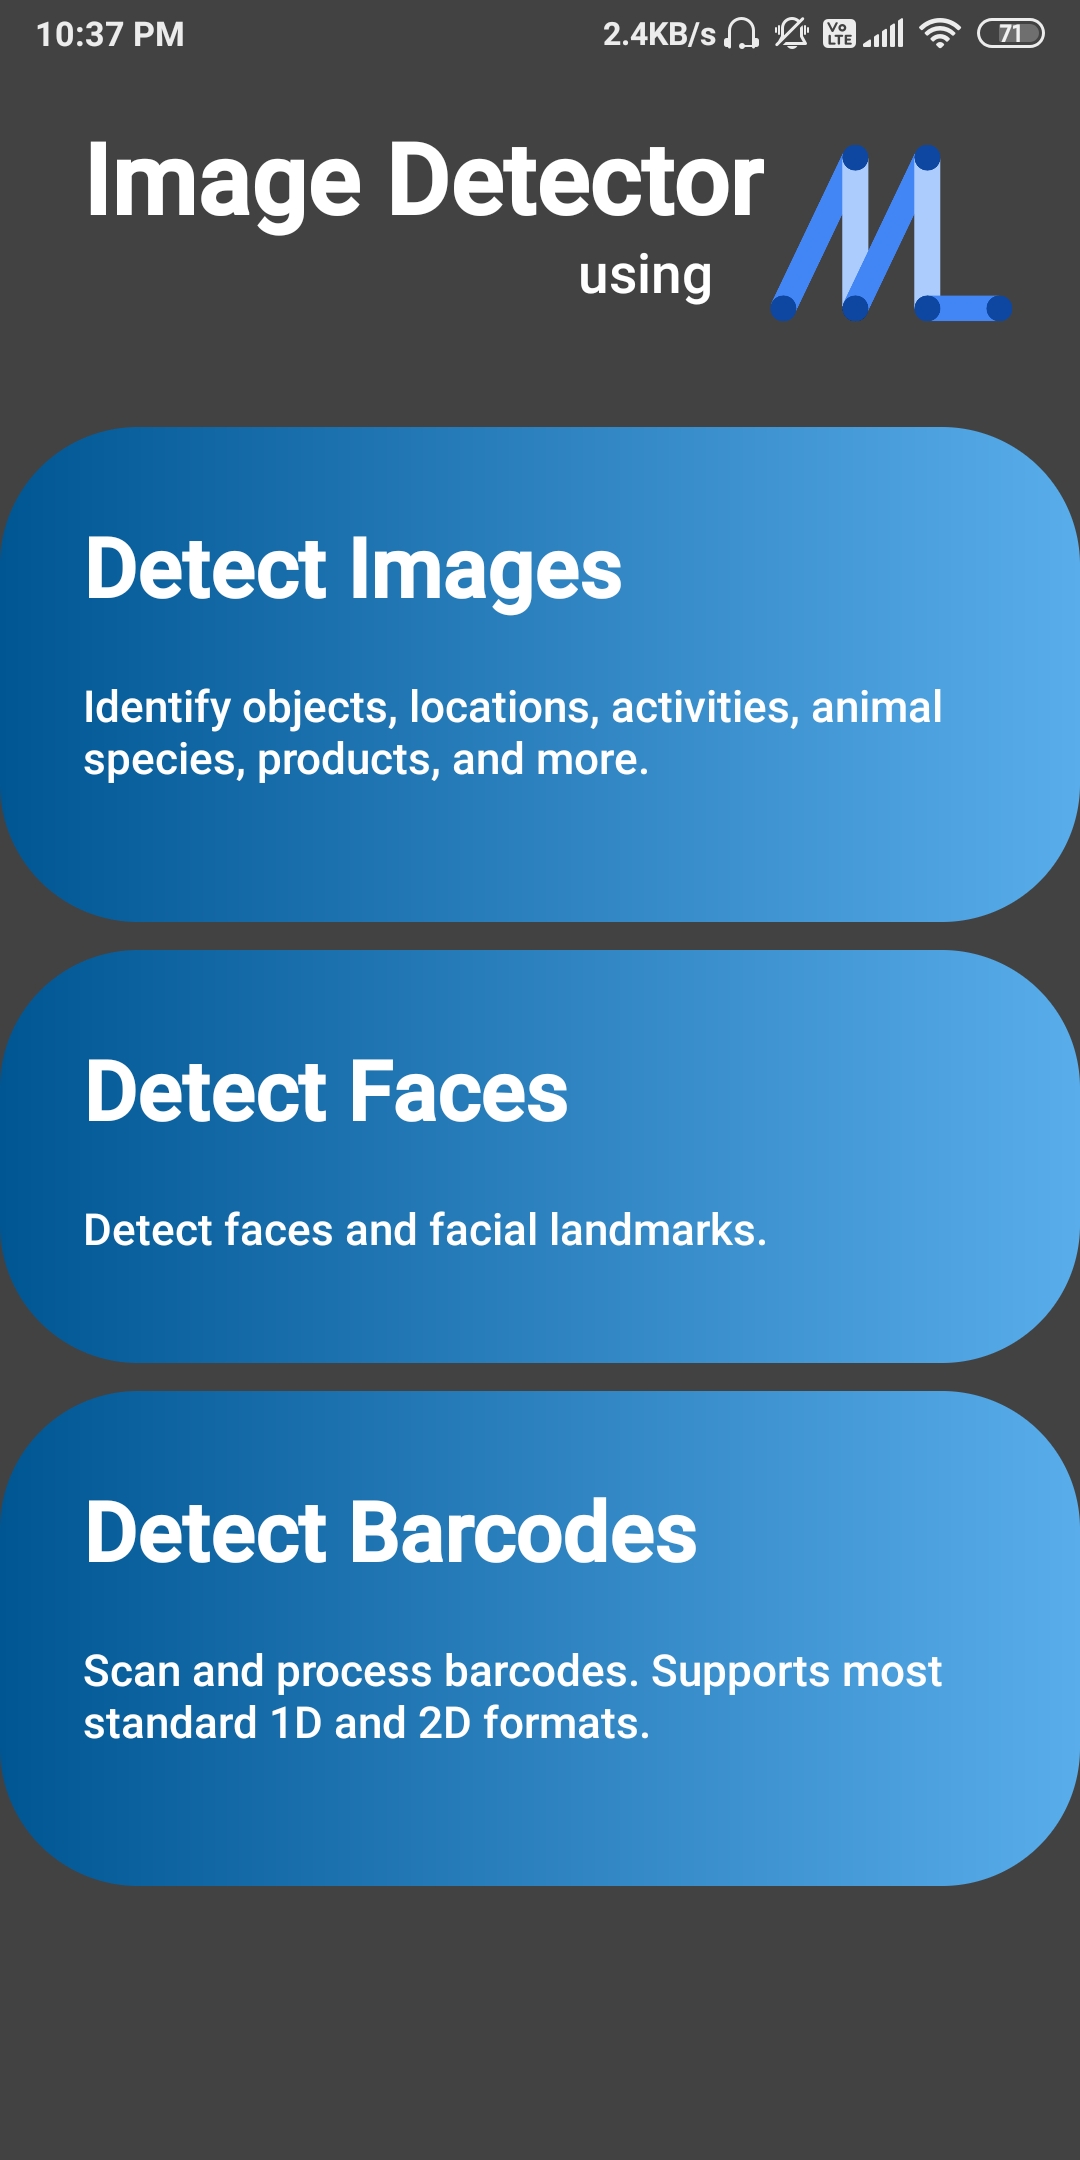 10:37 PM 2.4KB/s Vo LTE 71
Image Detector
using ML
Detect Images
Identify objects, locations, activities, animal
species, products, and more.
Detect Faces
Detect faces and facial landmarks.
Detect Barcodes
Scan and process barcodes. Supports most
standard 1D and 2D formats.